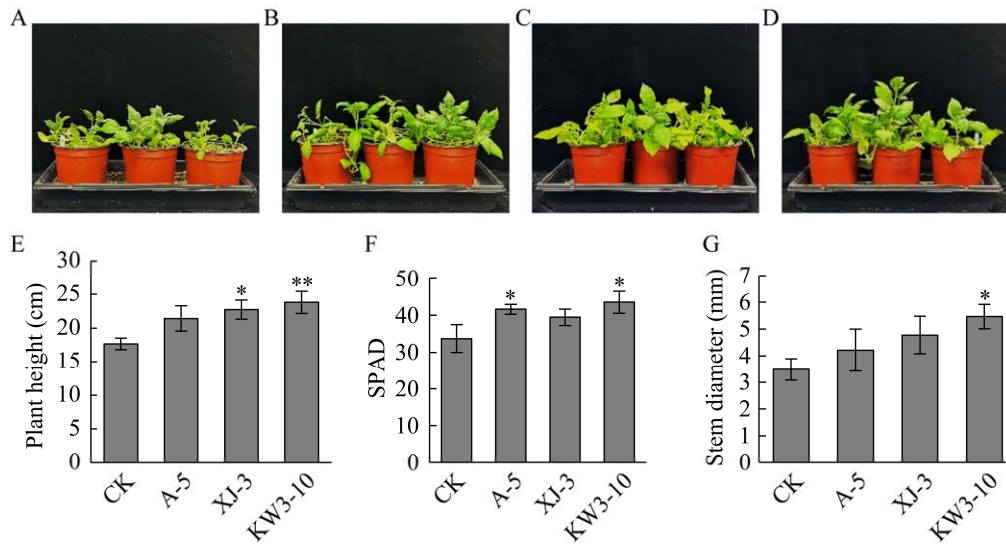 A
B
C
D
E
Plant height (cm)
30
25
20
15
10
5
0
*
**
CK
A-5
XJ-3
KW3-10
F
SPAD
50
40
30
20
10
0
*
*
CK
A-5
XJ-3
KW3-10
G
Stem diameter (mm)
7
6
5
4
3
2
1
0
*
CK
A-5
XJ-3
KW3-10